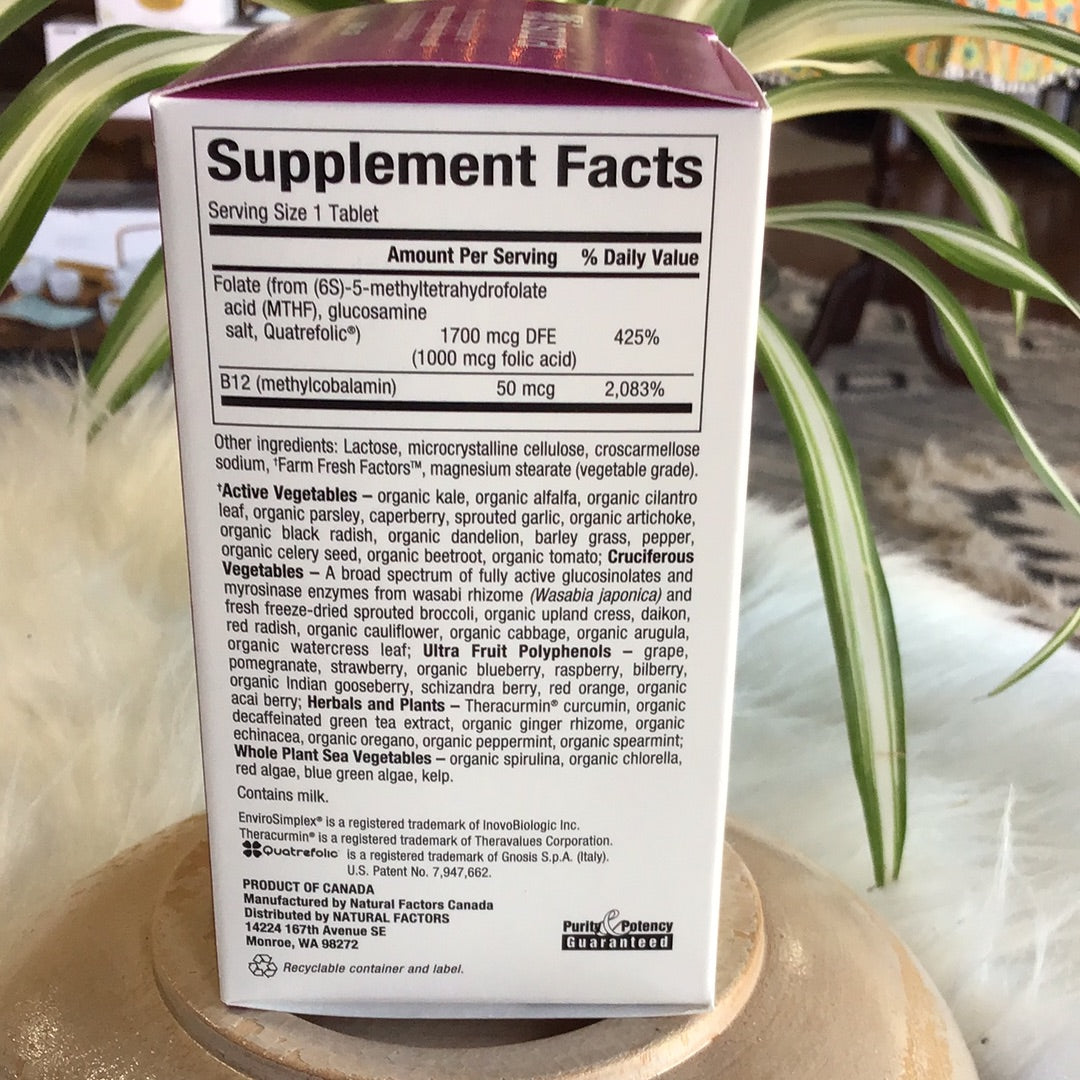 Supplement Facts
Serving Size 1 Tablet
Amount Per Serving % Daily Value
Folate (from (6S)-5-methyltetrahydrofolate
acid (MTHF), glucosamine
salt, Quatrefolic®) 1700 mcg DFE 425%
(1000 mcg folic acid)
B12 (methylcobalamin) 50 mcg 2,083%
Other ingredients: Lactose, microcrystalline cellulose, croscarmellose
sodium, †Farm Fresh Factors™, magnesium stearate (vegetable grade).
†Active Vegetables – organic kale, organic alfalfa, organic cilantro
leaf, organic parsley, caperberry, sprouted garlic, organic artichoke,
organic black radish, organic dandelion, barley grass, pepper,
organic celery seed, organic beetroot, organic tomato; Cruciferous
Vegetables – A broad spectrum of fully active glucosinolates and
myrosinase enzymes from wasabi rhizome (Wasabia japonica) and
fresh freeze-dried sprouted broccoli, organic upland cress, daikon,
red radish, organic cauliflower, organic cabbage, organic arugula,
organic watercress leaf; Ultra Fruit Polyphenols – grape,
pomegranate, strawberry, organic blueberry, raspberry, bilberry,
organic Indian gooseberry, schizandra berry, red orange, organic
acai berry; Herbals and Plants – Theracurmin® curcumin, organic
decaffeinated green tea extract, organic ginger rhizome, organic
echinacea, organic oregano, organic peppermint, organic spearmint;
Whole Plant Sea Vegetables – organic spirulina, organic chlorella,
red algae, blue green algae, kelp.
Contains milk.
EnviroSimplex® is a registered trademark of InovoBiologic Inc.
Theracurmin® is a registered trademark of Theravalues Corporation.
Quatrefolic is a registered trademark of Gnosis S.p.A. (Italy).
U.S. Patent No. 7,947,662.
PRODUCT OF CANADA
Manufactured by Natural Factors Canada
Distributed by NATURAL FACTORS
14224 167th Avenue SE
Monroe, WA 98272
Purity & Potency
Guaranteed
Recyclable container and label.